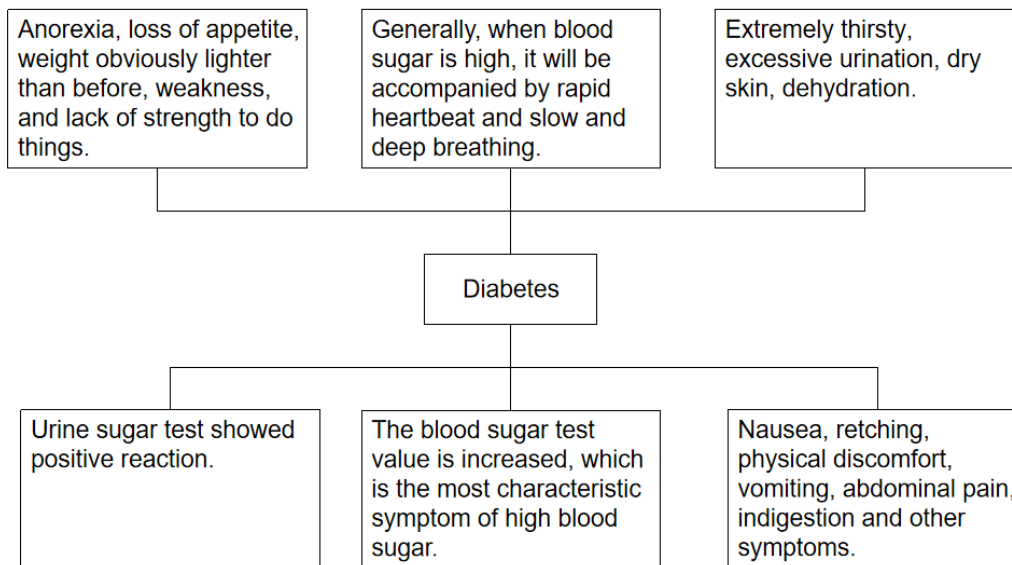 Anorexia, loss of appetite,
weight obviously lighter
than before, weakness,
and lack of strength to do
things.
Generally, when blood
sugar is high, it will be
accompanied by rapid
heartbeat and slow and
deep breathing.
Extremely thirsty,
excessive urination, dry
skin, dehydration.
Diabetes
Urine sugar test showed
positive reaction.
The blood sugar test
value is increased, which
is the most characteristic
symptom of high blood
sugar.
Nausea, retching,
physical discomfort,
vomiting, abdominal pain,
indigestion and other
symptoms.